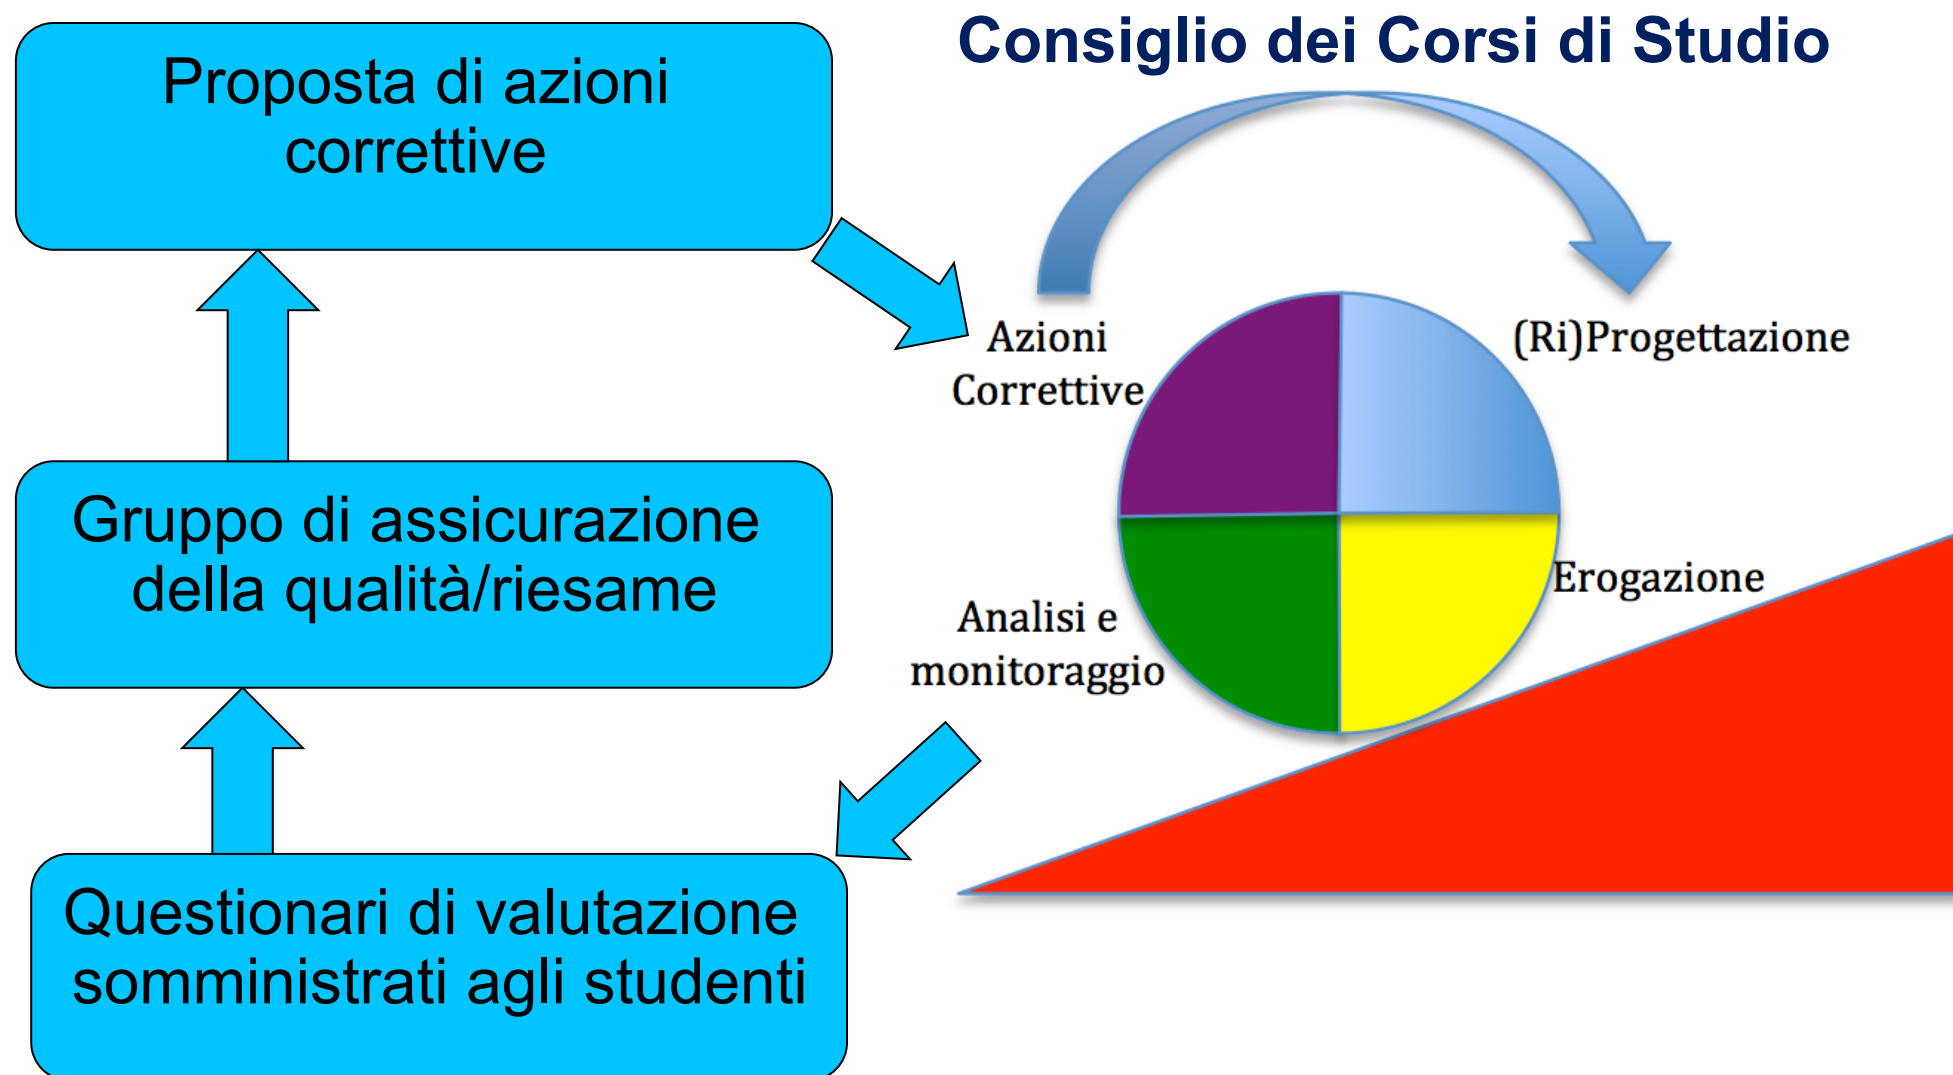 Consiglio dei Corsi di Studio
Proposta di azioni
correttive
Gruppo di assicurazione
della qualità/riesame
Questionari di valutazione
somministrati agli studenti
Azioni
Correttive
(Ri)Progettazione
Analisi e
monitoraggio
Erogazione